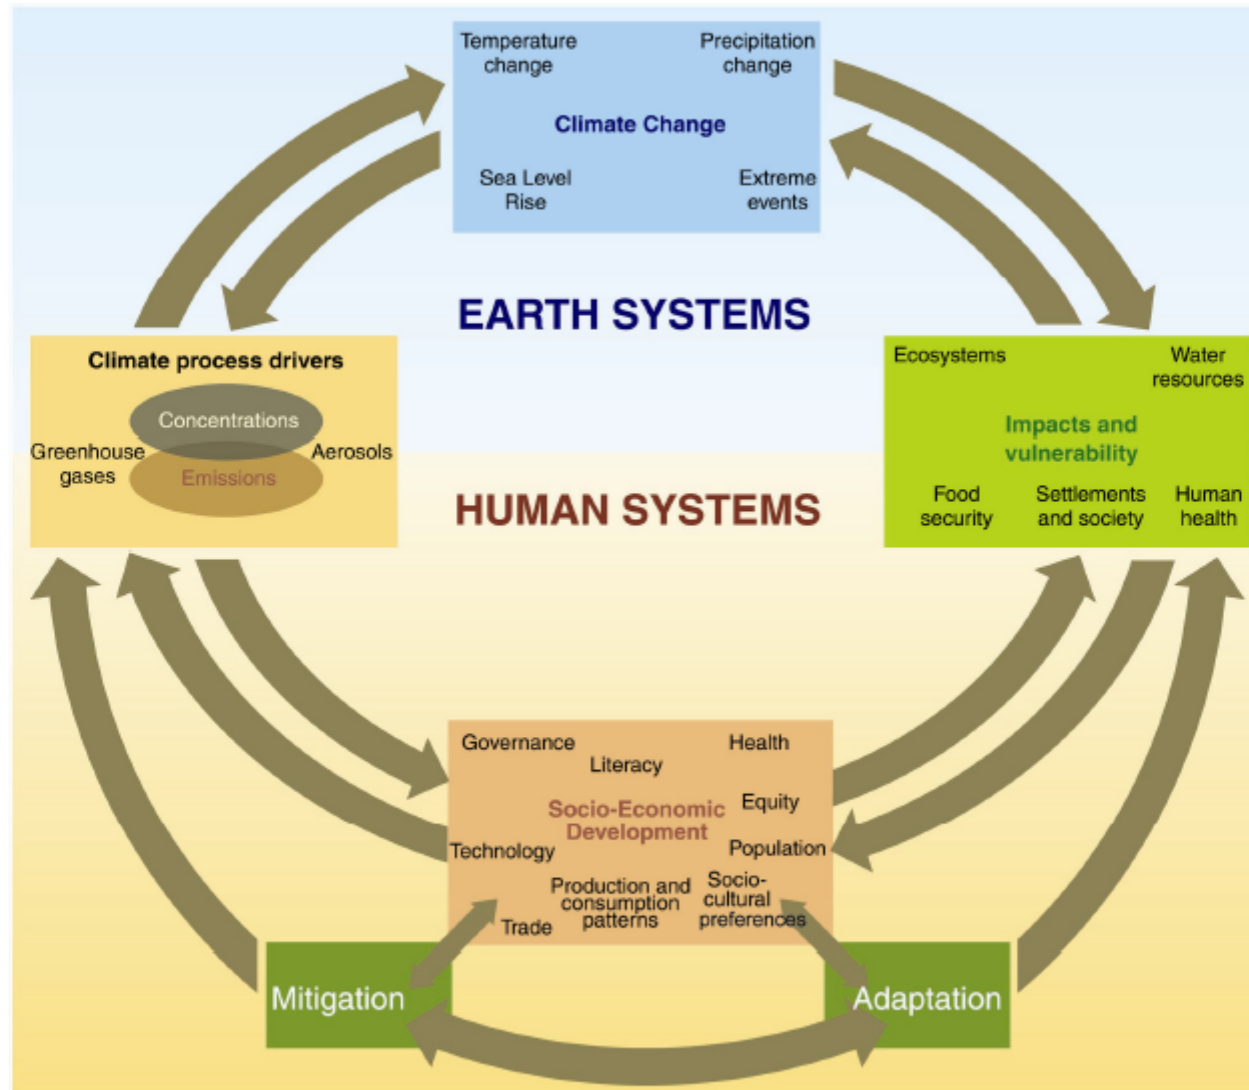 Temperature
change
Precipitation
change
Climate Change
Sea Level
Rise
Extreme
events
EARTH SYSTEMS
Climate process drivers
Concentrations
Greenhouse
gases
Aerosols
Emissions
Ecosystems
Water
resources
Impacts and
vulnerability
Food
security
Settlements
and society
Human
health
HUMAN SYSTEMS
Governance
Literacy
Health
Socio-Economic
Development
Equity
Technology
Population
Production and
consumption
patterns
Socio-
cultural
preferences
Trade
Mitigation
Adaptation